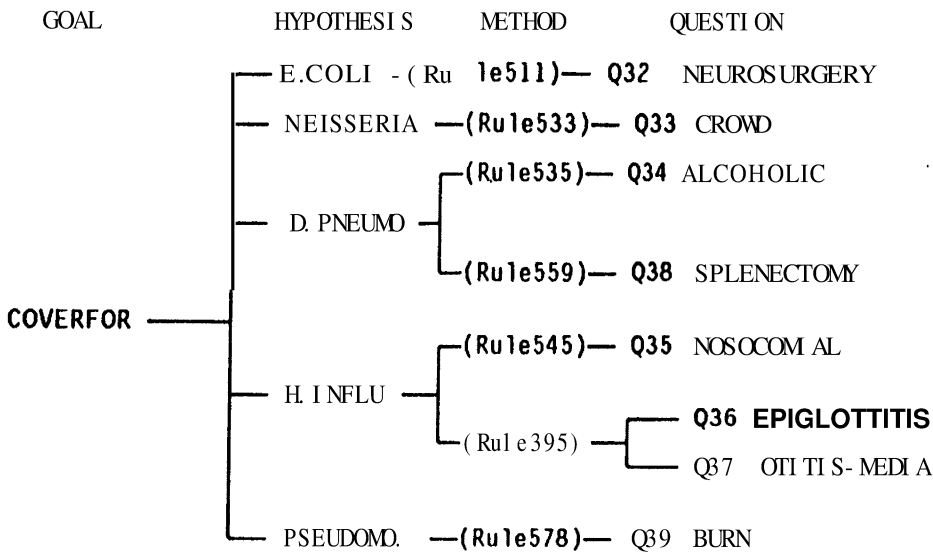 GOAL HYPOTHESIS METHOD QUESTION
E.COLI -(Rule511)— Q32 NEUROSURGERY
NEISSERIA —(Rule533)— Q33 CROWD
(Rule535)— Q34 ALCOHOLIC
D. PNEUMO
(Rule559)— Q38 SPLENECTOMY
COVERFOR
(Rule545)— Q35 NOSOCOMIAL
H. INFLU
Q36 EPIGLOTTITIS
(Rule395)
Q37 OTITIS-MEDIA
PSEUDOMO. —(Rule578)— Q39 BURN